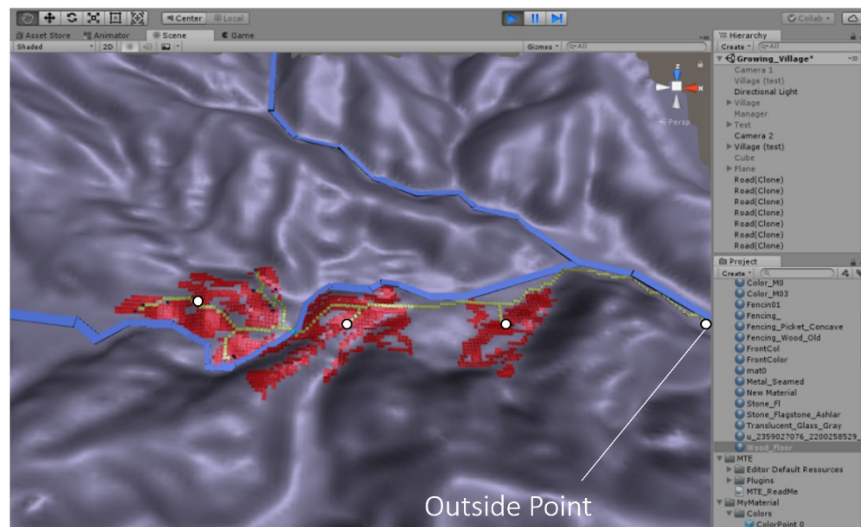 Center
Local
Collab
Asset Store
Animator
Scene
Game
Shaded
2D
Gizmos
All
Persp
z
x
Outside Point
Hierarchy
Create
All
Growing_Village*
Camera 1
Village (test)
Directional Light
Village
Manager
Test
Camera 2
Village (test)
Cube
Plane
Road(Clone)
Road(Clone)
Road(Clone)
Road(Clone)
Road(Clone)
Road(Clone)
Road(Clone)
Project
Create
Color_M0
Color_M03
Fencin01
Fencing_
Fencing_Picket_Concave
Fencing_Wood_Old
FrontCol
FrontColor
mat0
Metal_Seamed
New Material
Stone_Fl
Stone_Flagstone_Ashlar
Translucent_Glass_Gray
u_2359027076_2200258529_
Wood_Floor
MTE
Editor Default Resources
Plugins
MTE_ReadMe
MyMaterial
Colors
ColorPoint 0